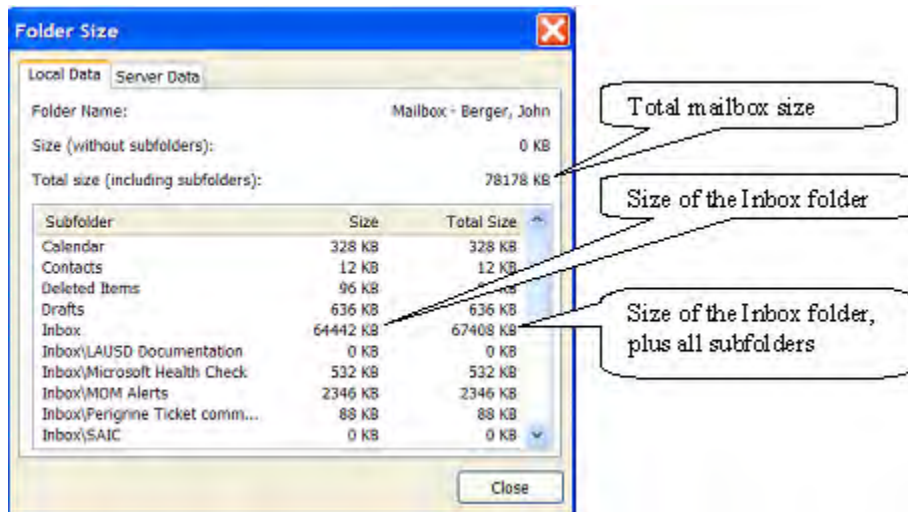 Folder Size
Local Data Server Data
Folder Name: Mailbox - Berger, John
Size (without subfolders): 0 KB
Total size (including subfolders): 78178 KB
Subfolder Size Total Size
Calendar 328 KB 328 KB
Contacts 12 KB 12 KB
Deleted Items 96 KB KB
Drafts 636 KB 636 KB
Inbox 64442 KB 67408 KB
Inbox\LAUSD Documentation 0 KB 0 KB
Inbox\Microsoft Health Check 532 KB 532 KB
Inbox\MOM Alerts 2346 KB 2346 KB
Inbox\Perigrine Ticket comm... 88 KB 88 KB
Inbox\SAIC 0 KB 0 KB
Close
Total mailbox size
Size of the Inbox folder
Size of the Inbox folder,
plus all subfolders